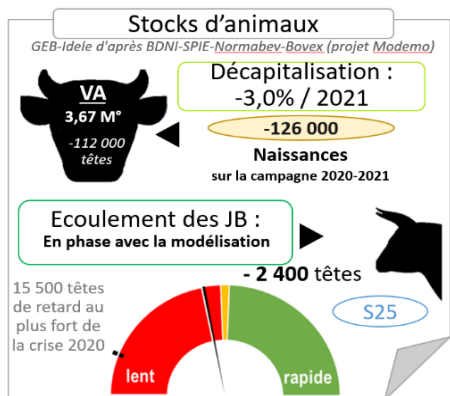 Stocks d’animaux
GEB-Idele d'après BDNI-SPIE-Normabev-Bovex (projet Modemo)
VA
3,67 M°
-112 000
têtes
Décapitalisation :
-3,0% / 2021
-126 000
Naissances
sur la campagne 2020-2021
Ecoulement des JB :
En phase avec la modélisation
- 2 400 têtes
15 500 têtes
de retard au
plus fort de
la crise 2020
S25
lent
rapide